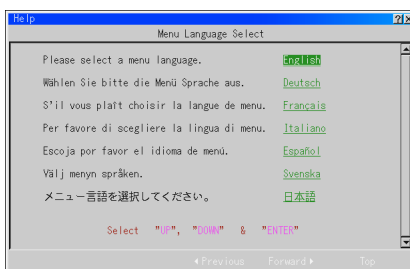 Help
Menu Language Select
Please select a menu language. English
Wählen Sie bitte die Menü Sprache aus. Deutsch
S'il vous plaît choisir la langue de menu. Français
Per favore di scegliere la lingua di menu. Italiano
Escoja por favor el idioma de menú. Español
Välj menyn språken. Svenska
メニュー言語を選択してください。 日本語
Select "UP", "DOWN" & "ENTER"
Previous Forward Top